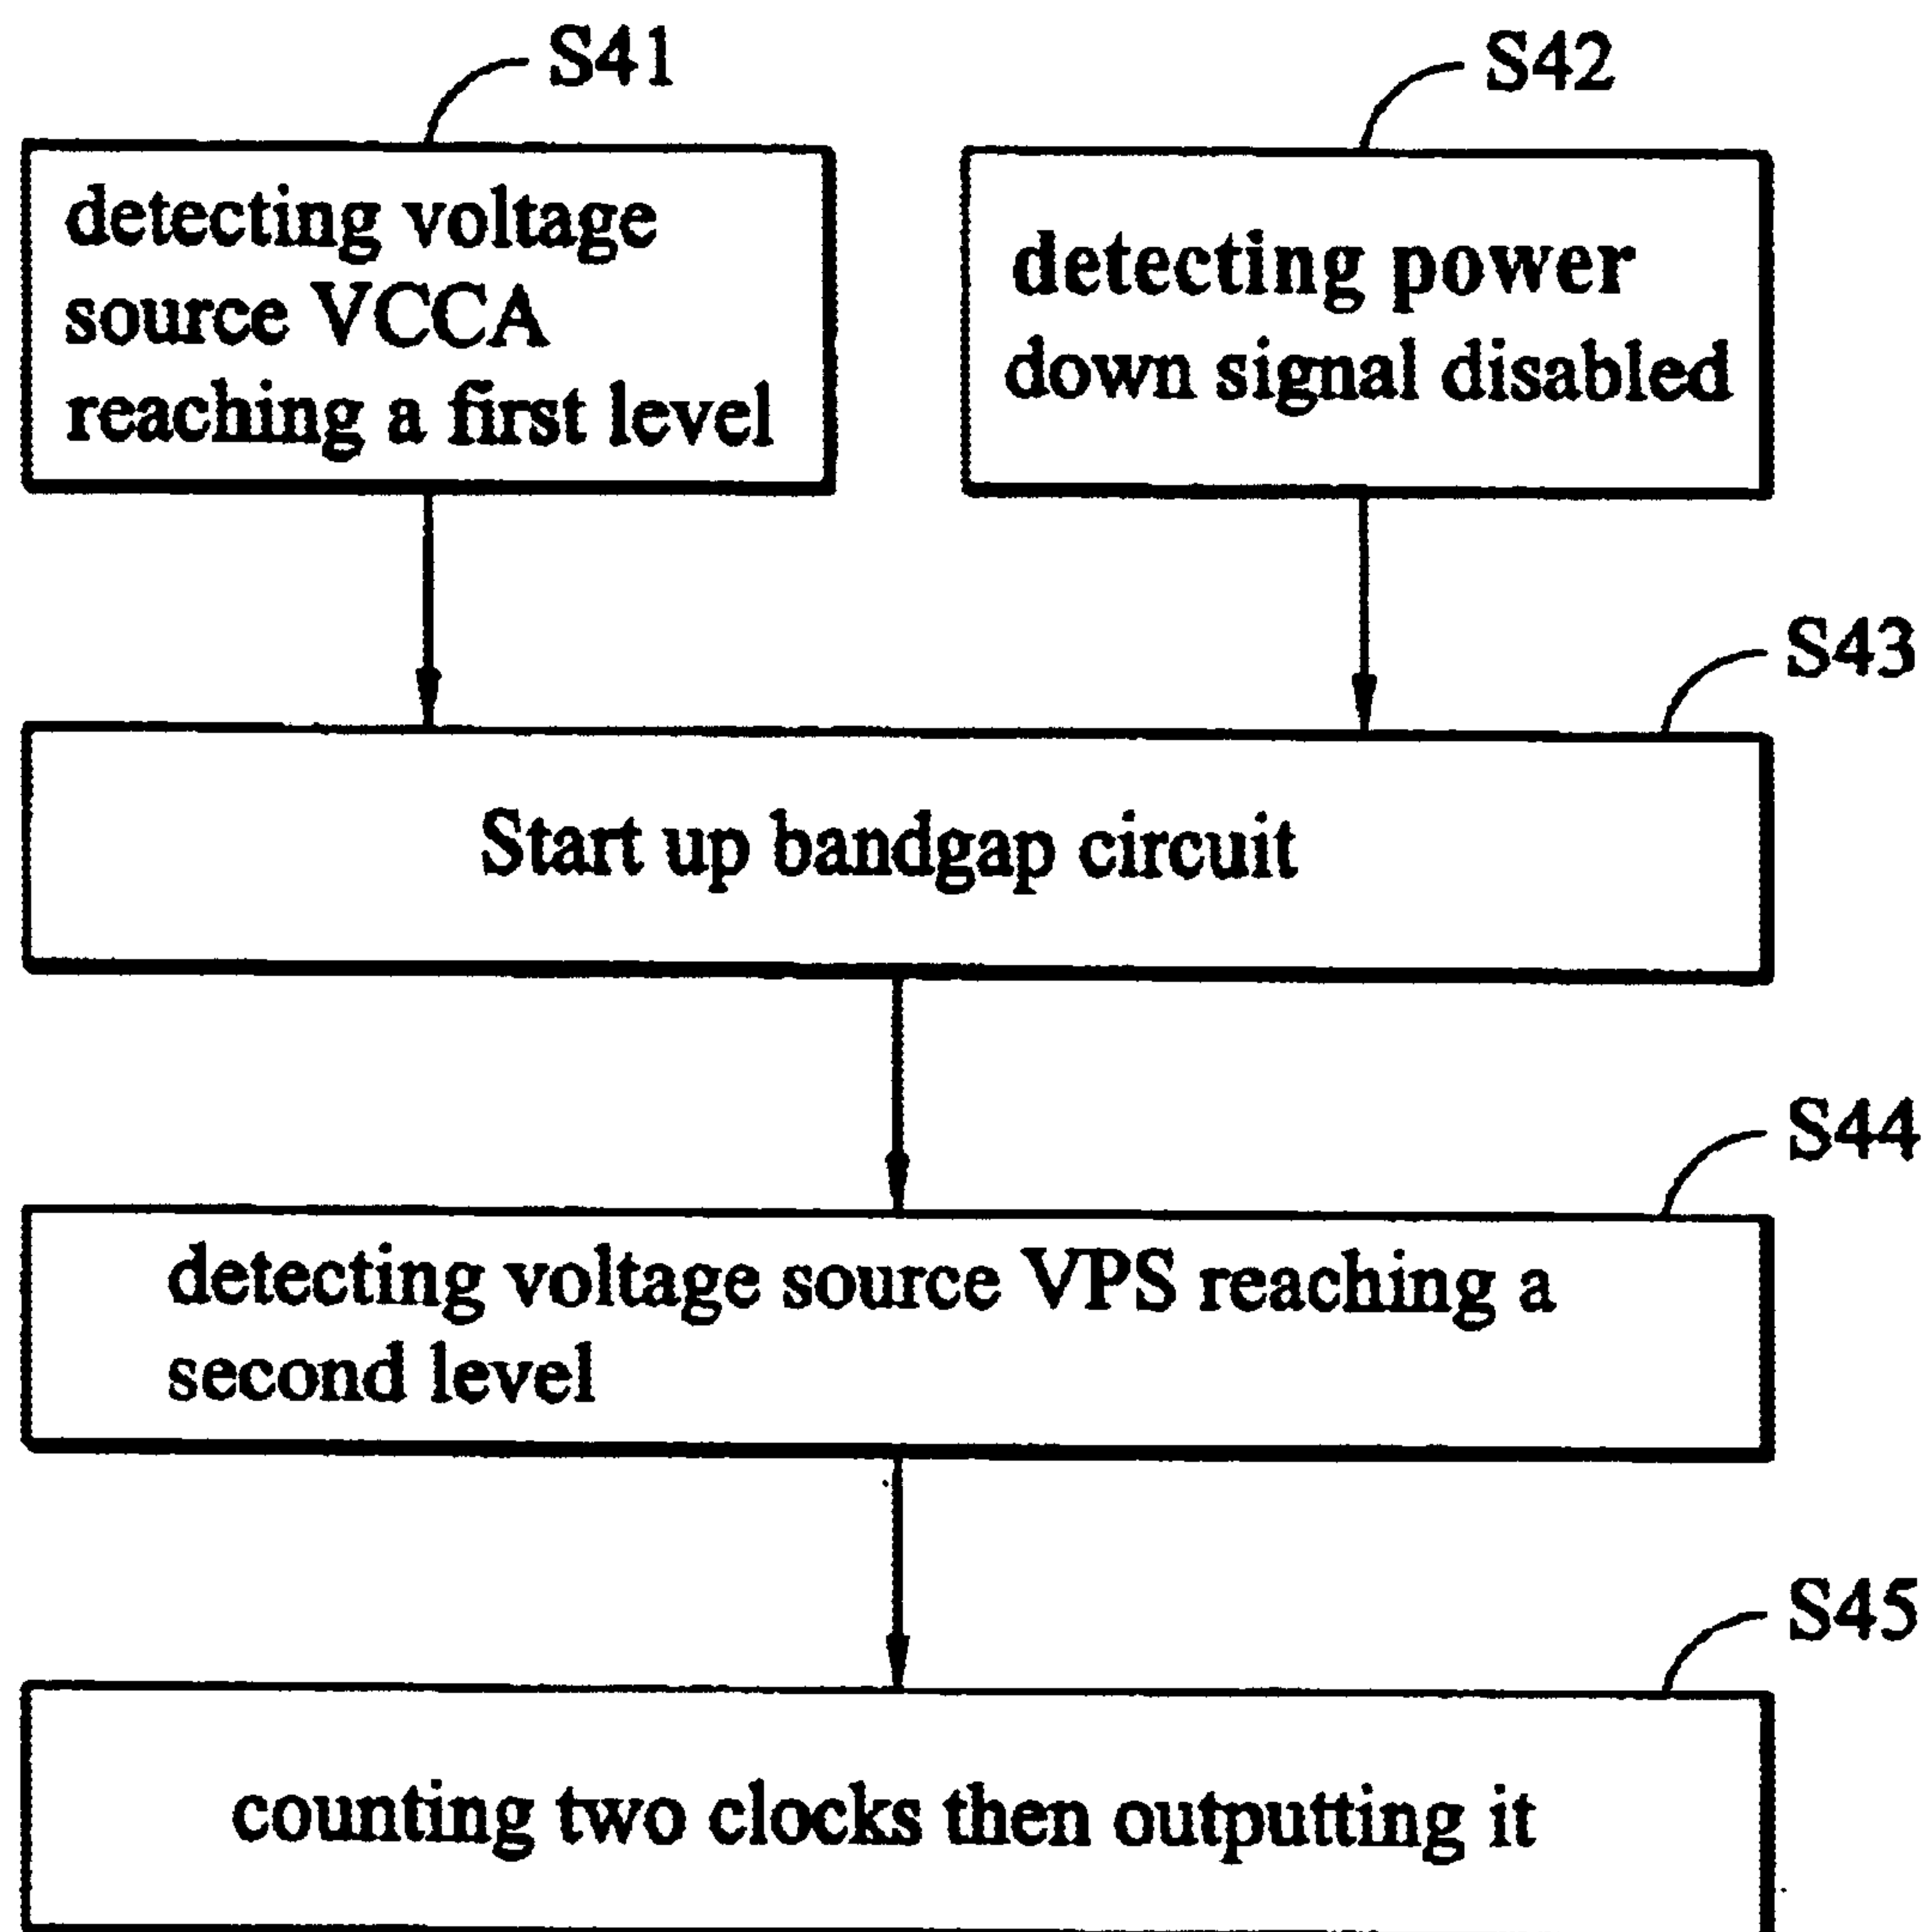 S41
detecting voltage
source VCCA
reaching a first level
S42
detecting power
down signal disabled
S43
Start up bandgap circuit
S44
detecting voltage source VPS reaching a
second level
S45
counting two clocks then outputting it